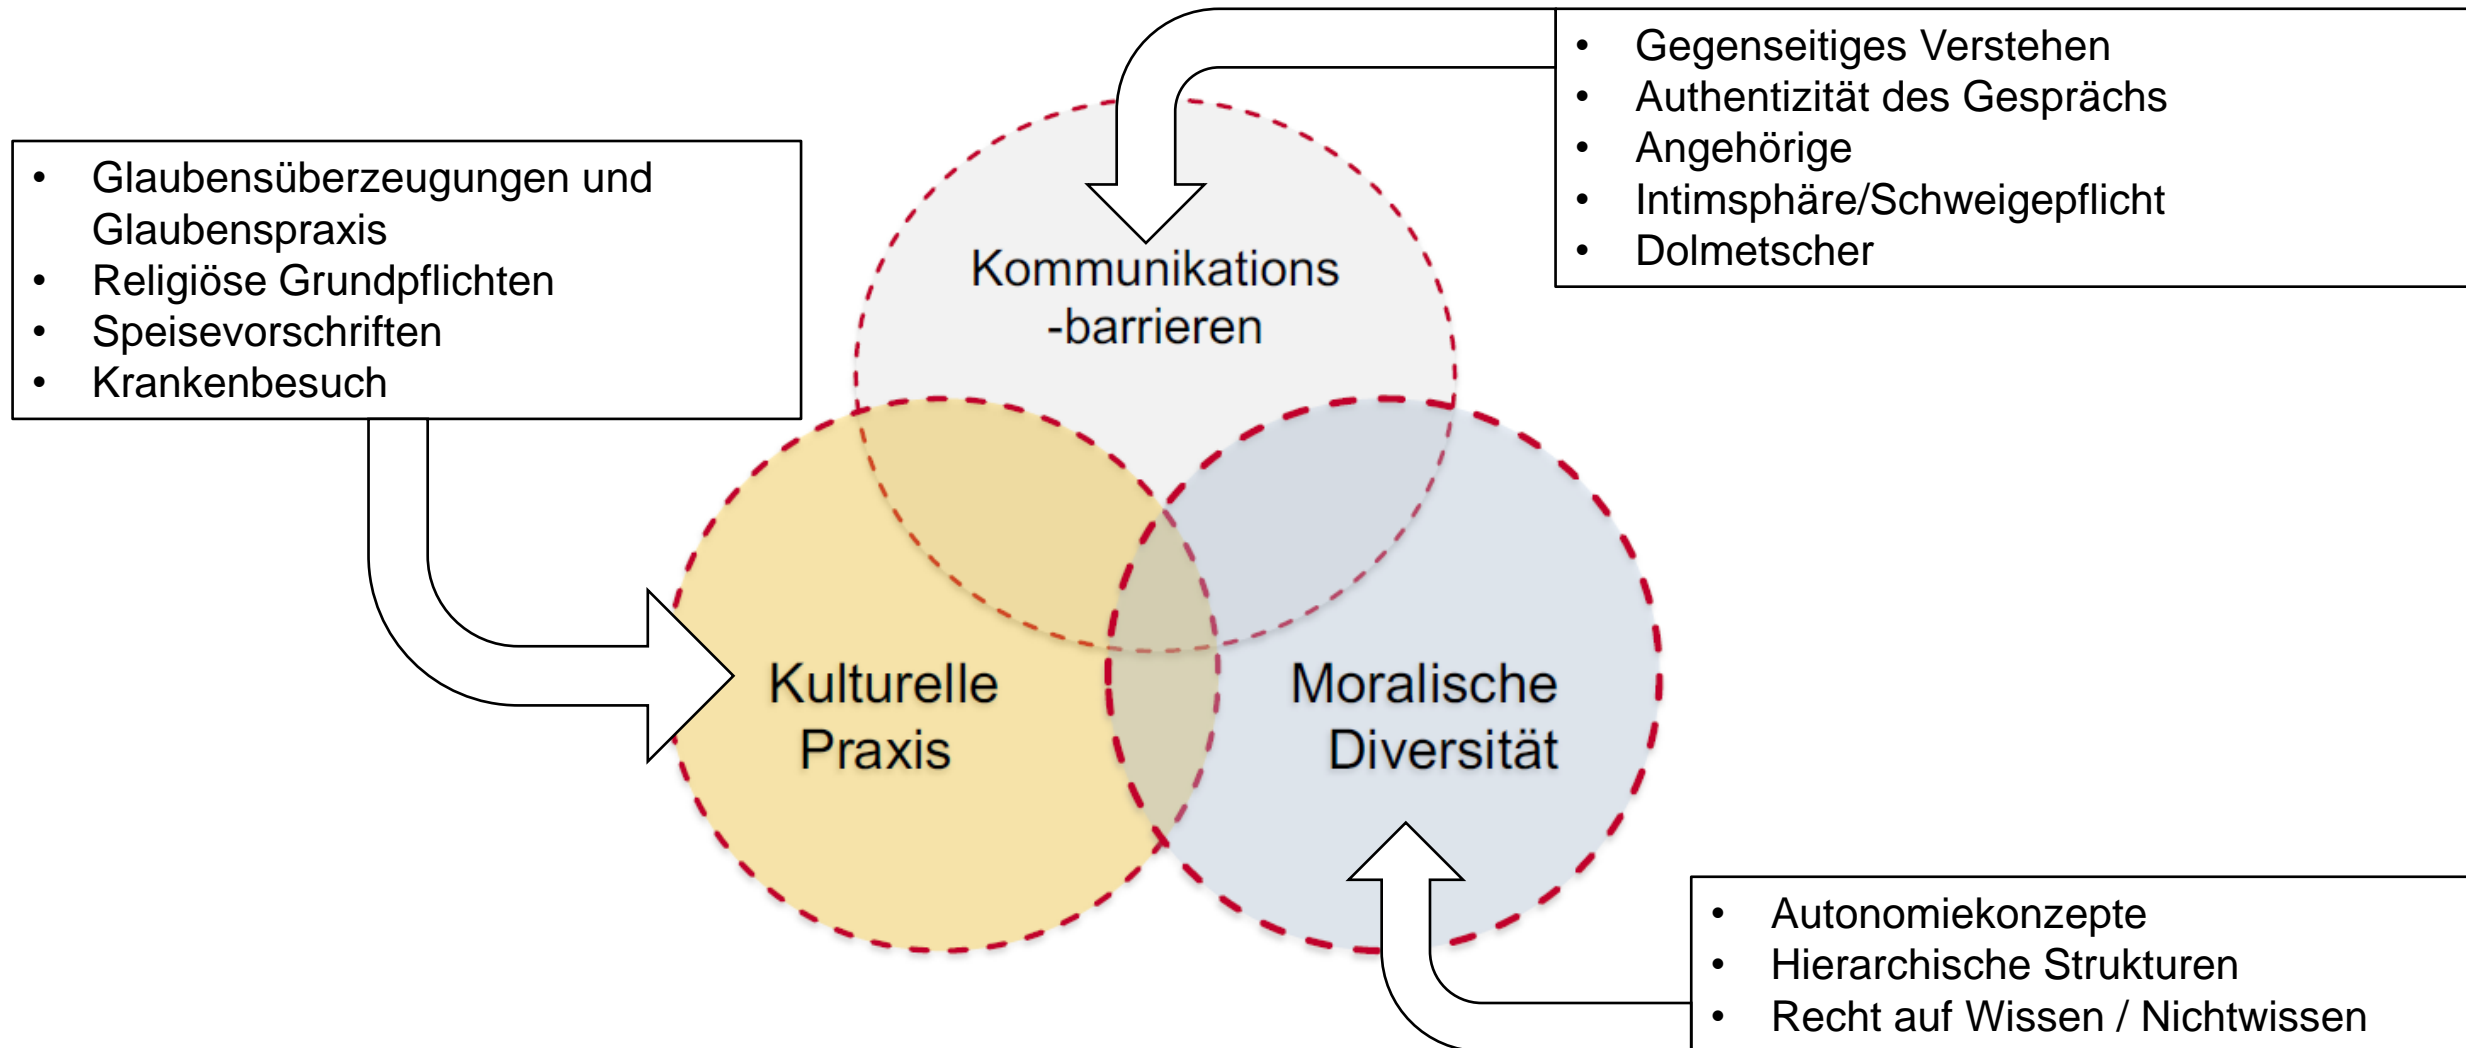 • Glaubensüberzeugungen und
Glaubenspraxis
• Religiöse Grundpflichten
• Speisevorschriften
• Krankenbesuch
• Gegenseitiges Verstehen
• Authentizität des Gesprächs
• Angehörige
• Intimsphäre/Schweigepflicht
• Dolmetscher
Kommunikations
-barrieren
Kulturelle
Praxis
Moralische
Diversität
• Autonomiekonzepte
• Hierarchische Strukturen
• Recht auf Wissen / Nichtwissen